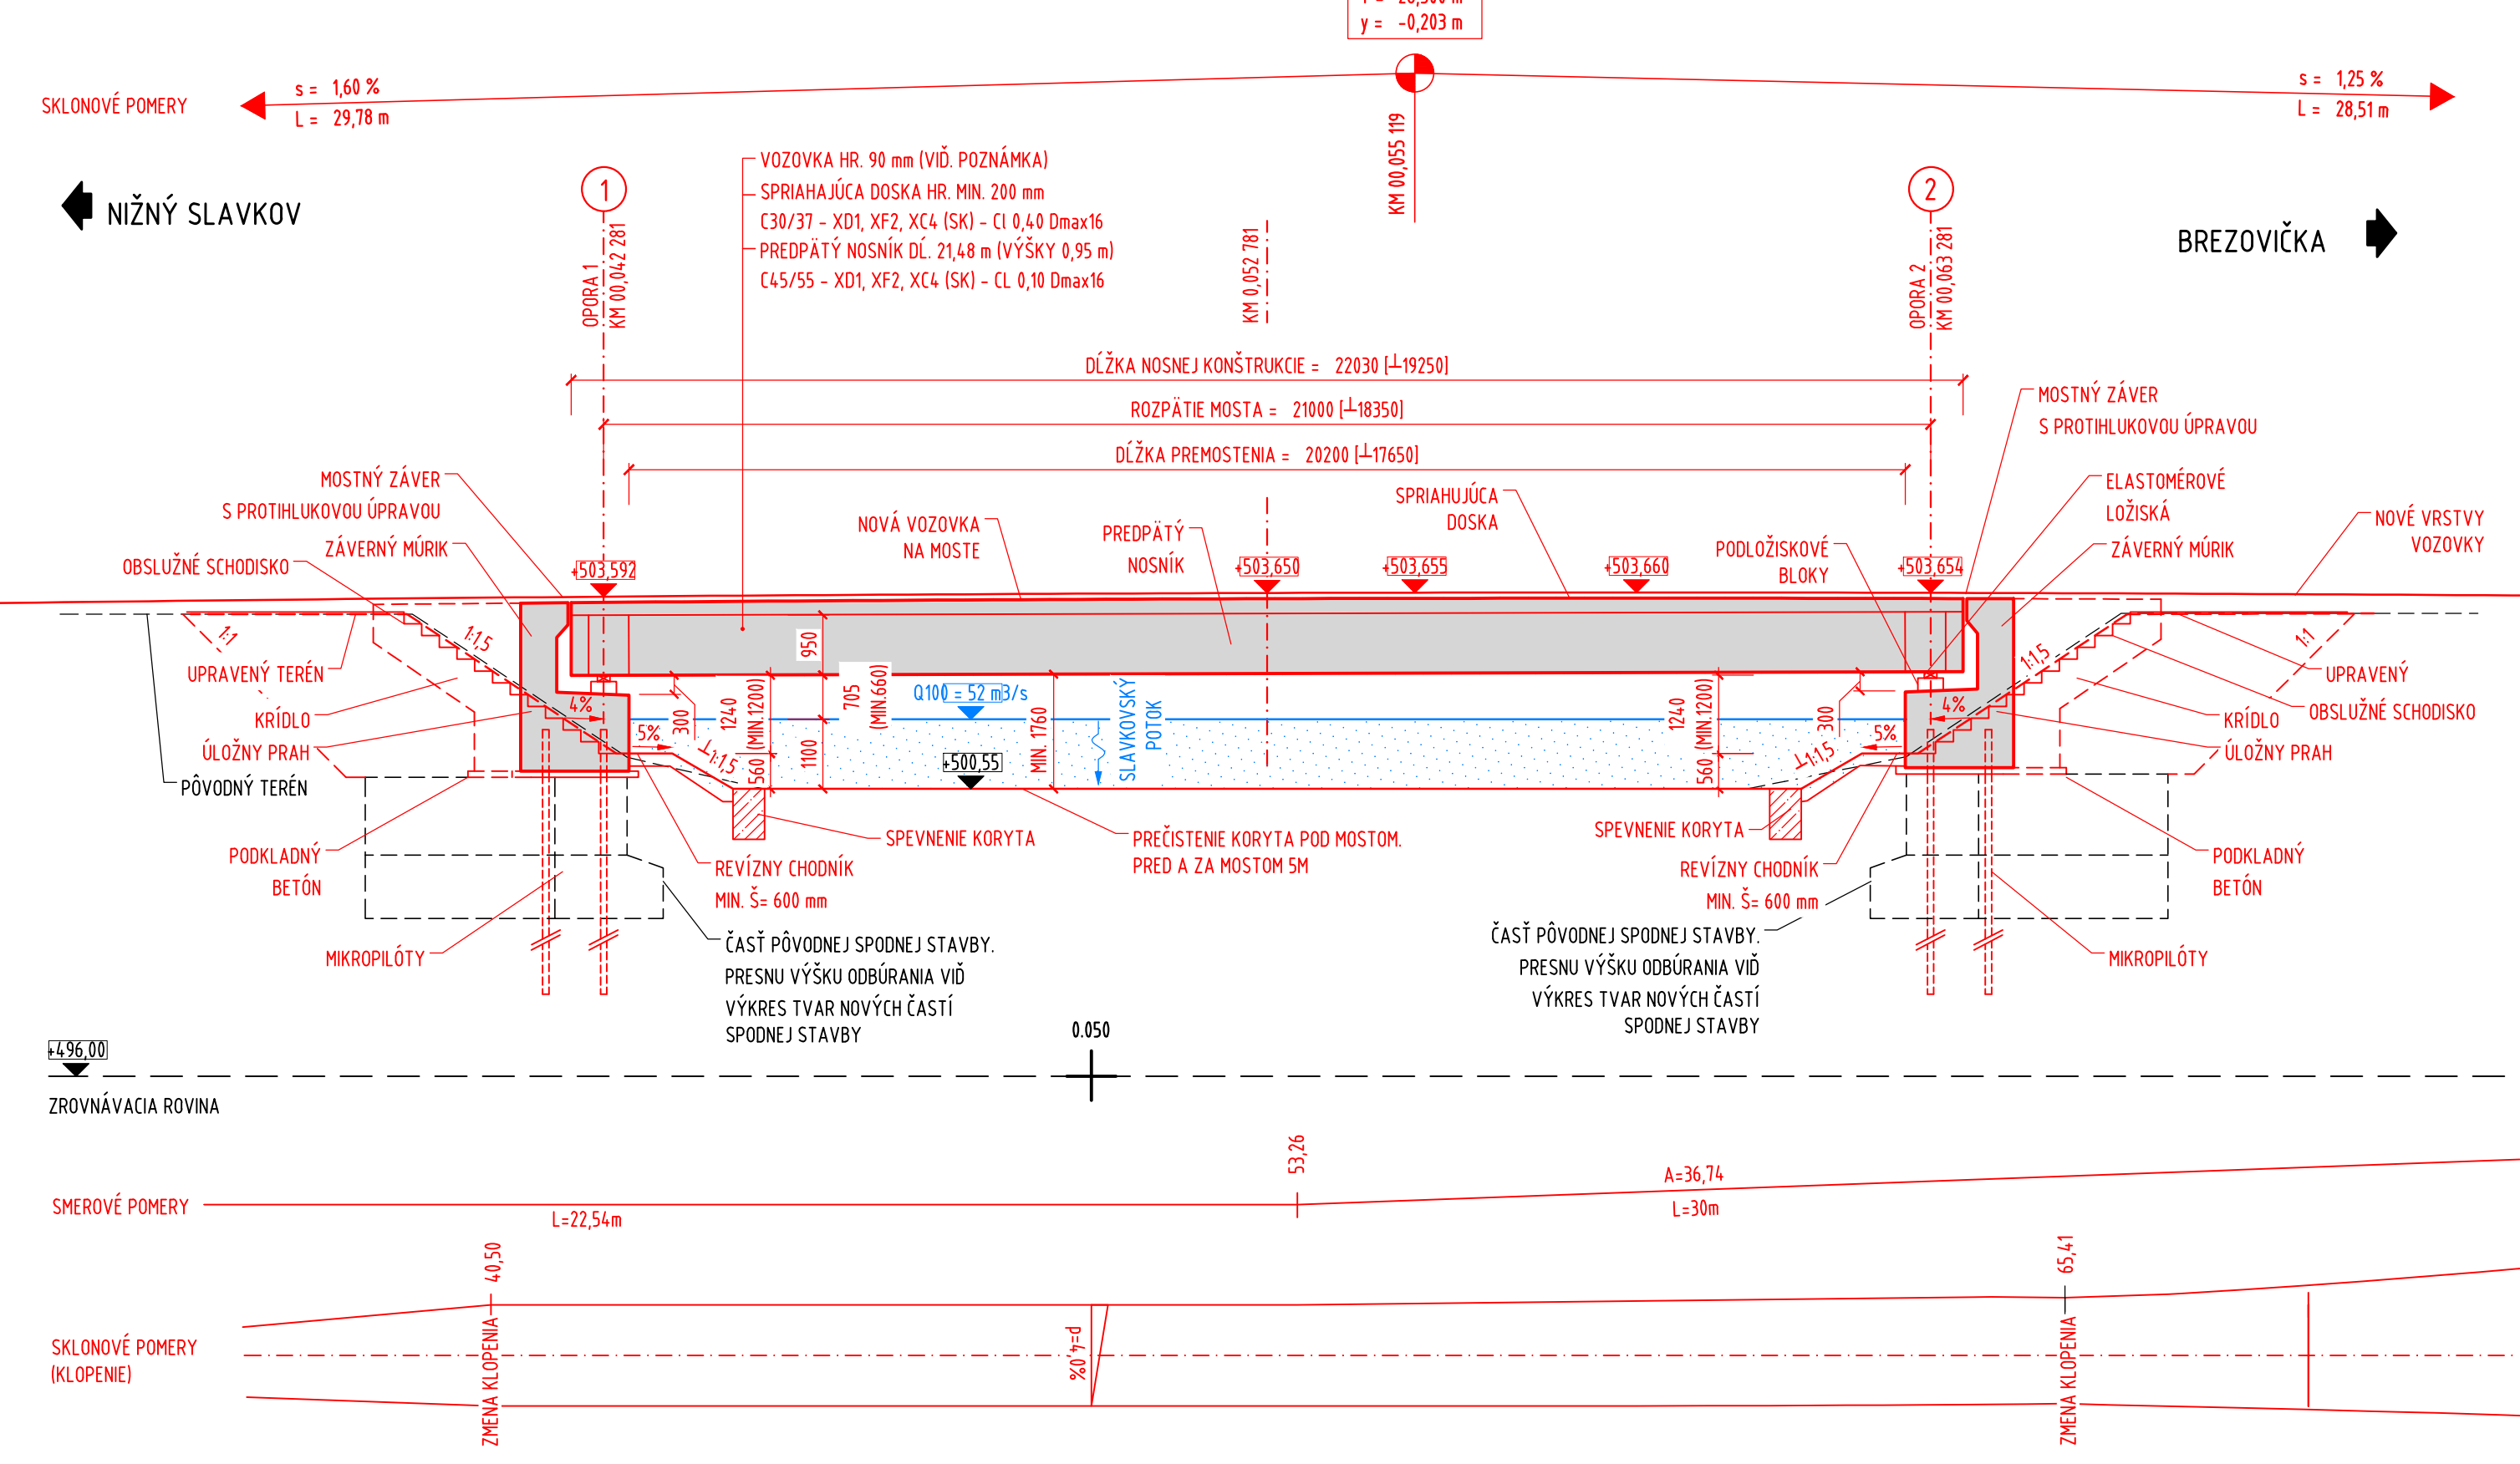 y = -0,203 m
SKLONOVÉ POMERY
s = 1,60 %
L = 29,78 m
s = 1,25 %
L = 28,51 m
KM 00,055 119
NIŽNÝ SLAVKOV
BREZOVIČKA
1
OPORA 1
KM 00,042 281
VOZOVKA HR. 90 mm (VIĎ. POZNÁMKA)
SPRIAHAJÚCA DOSKA HR. MIN. 200 mm
C30/37 - XD1, XF2, XC4 (SK) - Cl 0,40 Dmax16
PREDPÄTÝ NOSNÍK DĹ. 21,48 m (VÝŠKY 0,95 m)
C45/55 - XD1, XF2, XC4 (SK) - CL 0,10 Dmax16
KM 0,052 781
2
OPORA 2
KM 00,063 281
DĹŽKA NOSNEJ KONŠTRUKCIE = 22030 [⊥19250]
ROZPÄTIE MOSTA = 21000 [⊥18350]
DĹŽKA PREMOSTENIA = 20200 [⊥17650]
MOSTNÝ ZÁVER
S PROTIHLUKOVOU ÚPRAVOU
ZÁVERNÝ MÚRIK
OBSLUŽNÉ SCHODISKO
NOVÁ VOZOVKA
NA MOSTE
PREDPÄTÝ
NOSNÍK
SPRIAHUJÚCA
DOSKA
PODLOŽISKOVÉ
BLOKY
MOSTNÝ ZÁVER
S PROTIHLUKOVOU ÚPRAVOU
ELASTOMÉROVÉ
LOŽISKÁ
ZÁVERNÝ MÚRIK
NOVÉ VRSTVY
VOZOVKY
+503,592
+503,650
+503,655
+503,660
+503,654
1:1
1:1,5
UPRAVENÝ TERÉN
KRÍDLO
ÚLOŽNY PRAH
PÔVODNÝ TERÉN
4%
5%
300
1240
560 (MIN 1200)
950
1100
705
(MIN.660)
⊥1:1,5
Q100 = 52 m3/s
+500,55
MIN. 1760
SLAVKOVSKÝ
POTOK
1240
560 (MIN 1200)
300
⊥1:1,5
5%
4%
1:1,5
1:1
UPRAVENÝ
OBSLUŽNÉ SCHODISKO
KRÍDLO
ÚLOŽNY PRAH
PODKLADNÝ
BETÓN
MIKROPILÓTY
SPEVNENIE KORYTA
REVÍZNY CHODNÍK
MIN. Š= 600 mm
PREČISTENIE KORYTA POD MOSTOM.
PRED A ZA MOSTOM 5M
SPEVNENIE KORYTA
REVÍZNY CHODNÍK
MIN. Š= 600 mm
PODKLADNÝ
BETÓN
MIKROPILÓTY
ČASŤ PÔVODNEJ SPODNEJ STAVBY.
PRESNU VÝŠKU ODBÚRANIA VIĎ
VÝKRES TVAR NOVÝCH ČASTÍ
SPODNEJ STAVBY
ČASŤ PÔVODNEJ SPODNEJ STAVBY.
PRESNU VÝŠKU ODBÚRANIA VIĎ
VÝKRES TVAR NOVÝCH ČASTÍ
SPODNEJ STAVBY
+496,00
ZROVNÁVACIA ROVINA
0.050
SMEROVÉ POMERY
L=22,54m
53,26
A=36,74
L=30m
SKLONOVÉ POMERY
(KLOPENIE)
ZMENA KLOPENIA 40,50
d=4,0%
ZMENA KLOPENIA 65,41